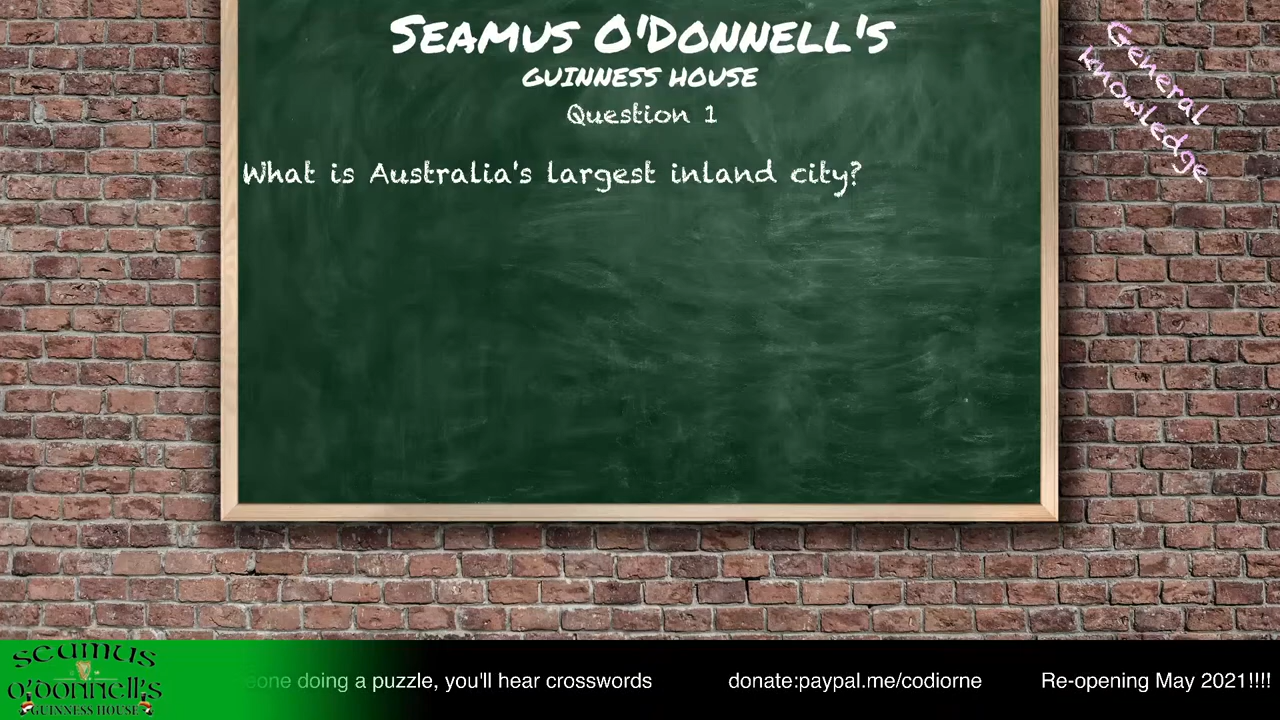 SEAMUS O'DONNELL'S
GUINNESS HOUSE
Question 1
What is Australia's largest inland city?
General
Knowledge
seamus
o'donnell's
GUINNESS HOUSE
doing a puzzle, you'll hear crosswords
donate:paypal.me/codiorne
Re-opening May 2021!!!!